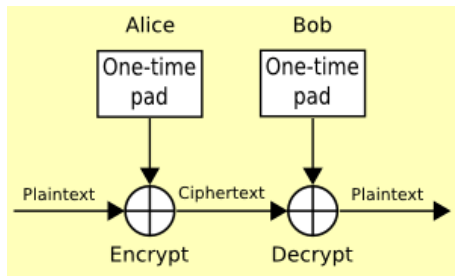 Alice
Bob
One-time
pad
One-time
pad
Plaintext
Ciphertext
Plaintext
Encrypt
Decrypt